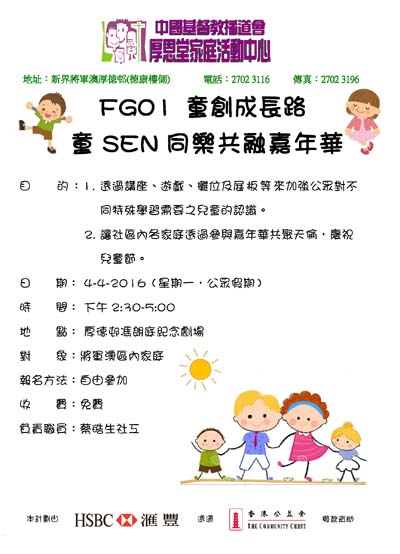 中國基督教播道會
厚恩堂家庭活動中心
地址：新界將軍澳厚德邨(德康樓側) 電話：2702 3116 傳真：2702 3196
FG01 童創成長路
童 SEN 同樂共融嘉年華
目 的：1. 透過講座、遊戲、攤位及展板等來加強公眾對不
同特殊學習需要之兒童的認識。
2. 讓社區內各家庭透過參與嘉年華共聚天倫，慶祝
兒童節。
日 期：4-4-2016（星期一，公眾假期）
時 間：下午 2:30-5:00
地 點：厚德邨馮朗庭紀念劇場
對 象：將軍澳區內家庭
報名方法：自由參加
收 費：免費
負責職員：蔡皓生社工
本計劃由 HSBC 滙豐 透過 香港公益金 撥款資助
THE COMMUNITY CHEST